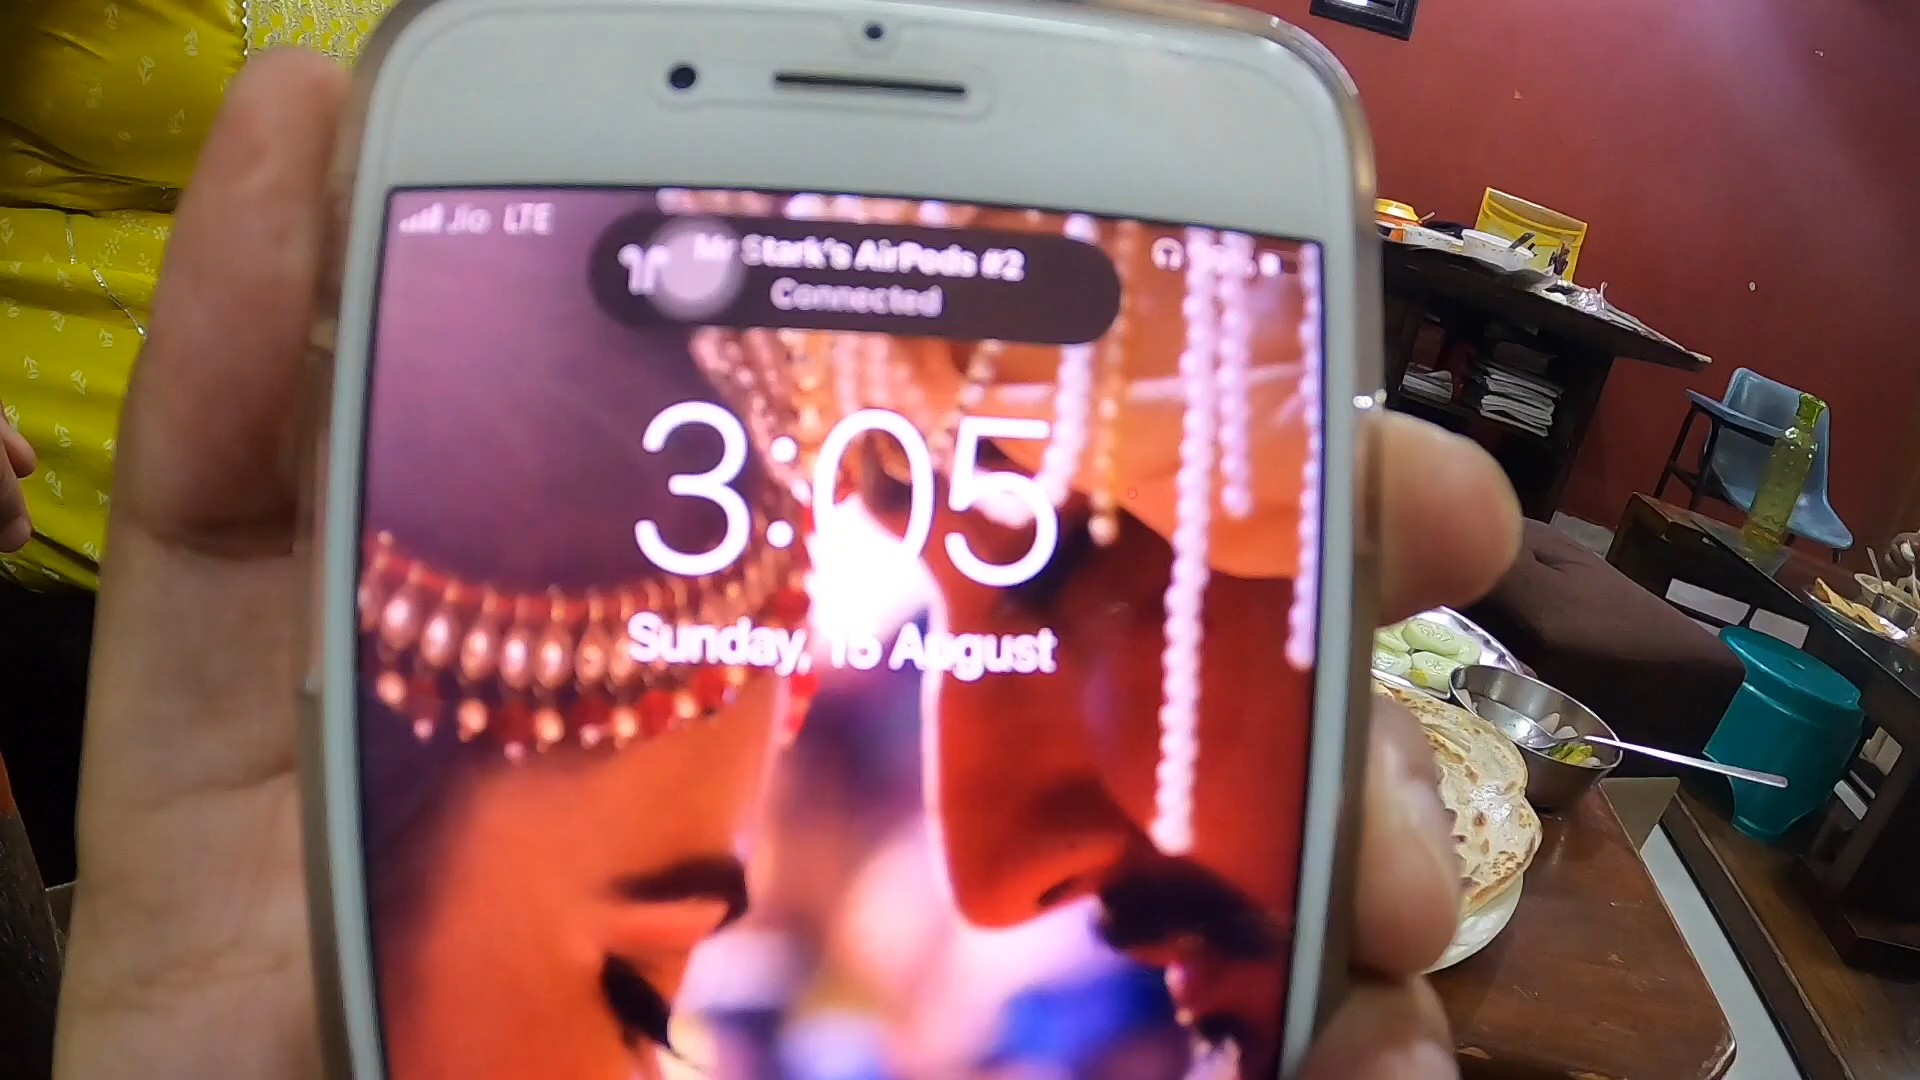 Jio LTE
Mr Stark's AirPods #2
Connected
3:05
Sunday, 15 August